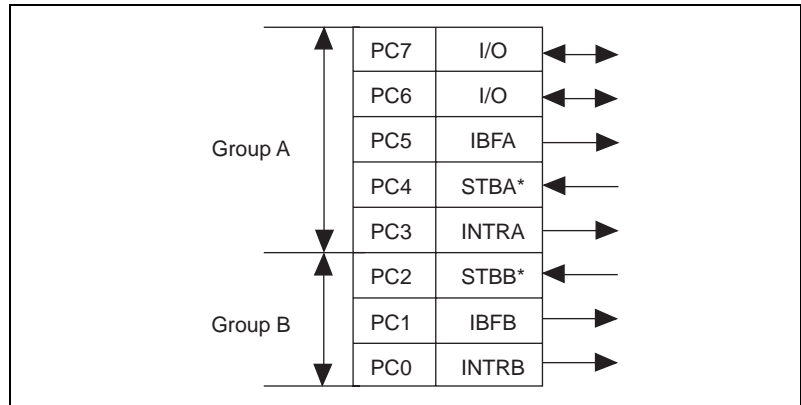 PC7 I/O
PC6 I/O
Group A PC5 IBFA
PC4 STBA*
PC3 INTRA
PC2 STBB*
Group B PC1 IBFB
PC0 INTRB